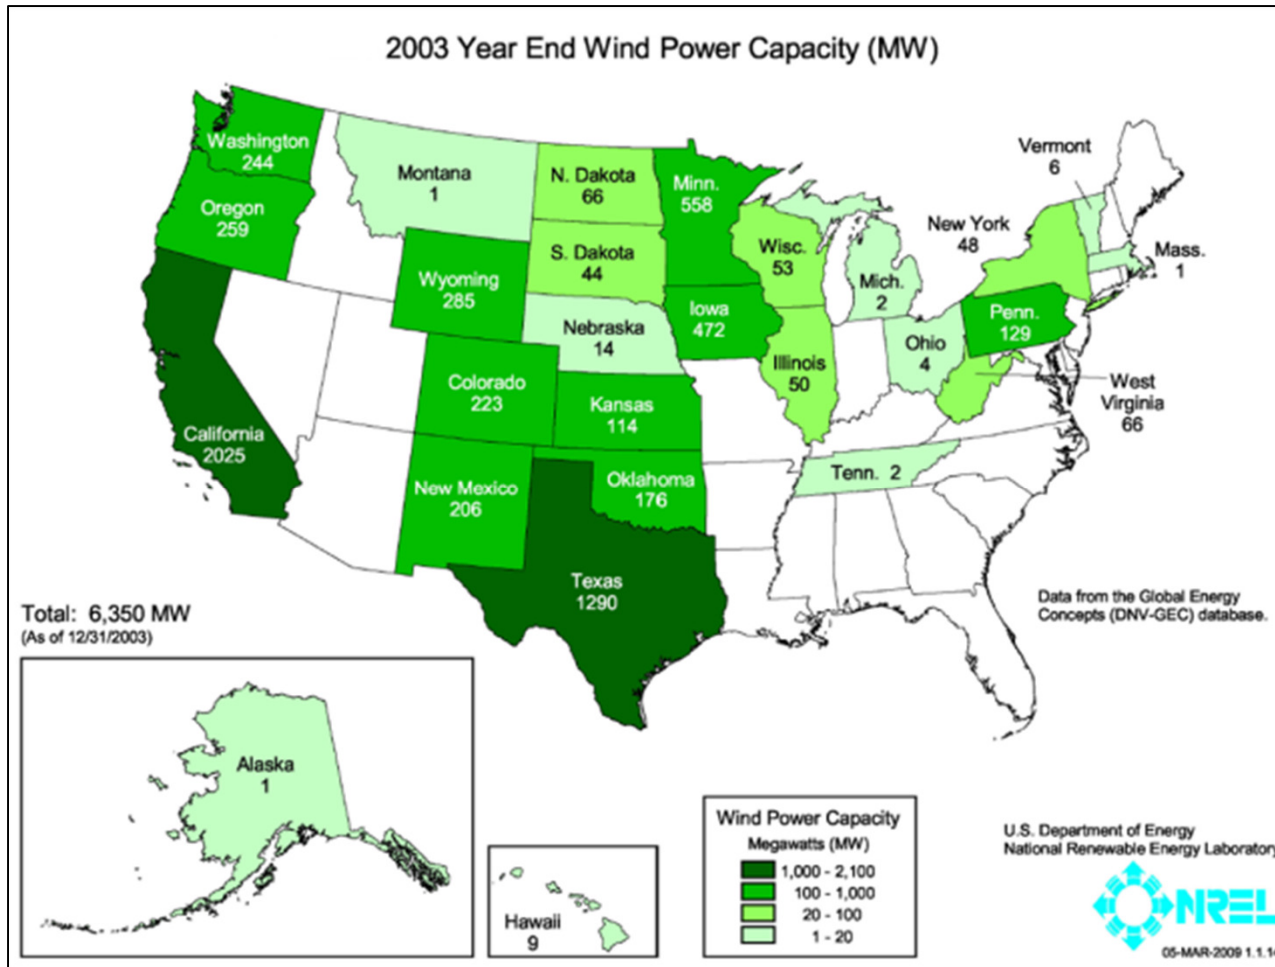 2003 Year End Wind Power Capacity (MW)
Washington
244
Oregon
259
Montana
1
N. Dakota
66
Minn.
558
Vermont
6
New York
48
Mass.
1
Wyoming
285
S. Dakota
44
Wisc.
53
Mich.
2
Nebraska
14
Iowa
472
Penn.
129
Ohio
4
Illinois
50
West
Virginia
66
Colorado
223
Kansas
114
California
2025
New Mexico
206
Oklahoma
176
Tenn. 2
Texas
1290
Total: 6,350 MW
(As of 12/31/2003)
Data from the Global Energy
Concepts (DNV-GEC) database.
Alaska
1
Hawaii
9
Wind Power Capacity
Megawatts (MW)
1,000 - 2,100
100 - 1,000
20 - 100
1 - 20
U.S. Department of Energy
National Renewable Energy Laboratory
NREL
05-MAR-2009 1.1.1